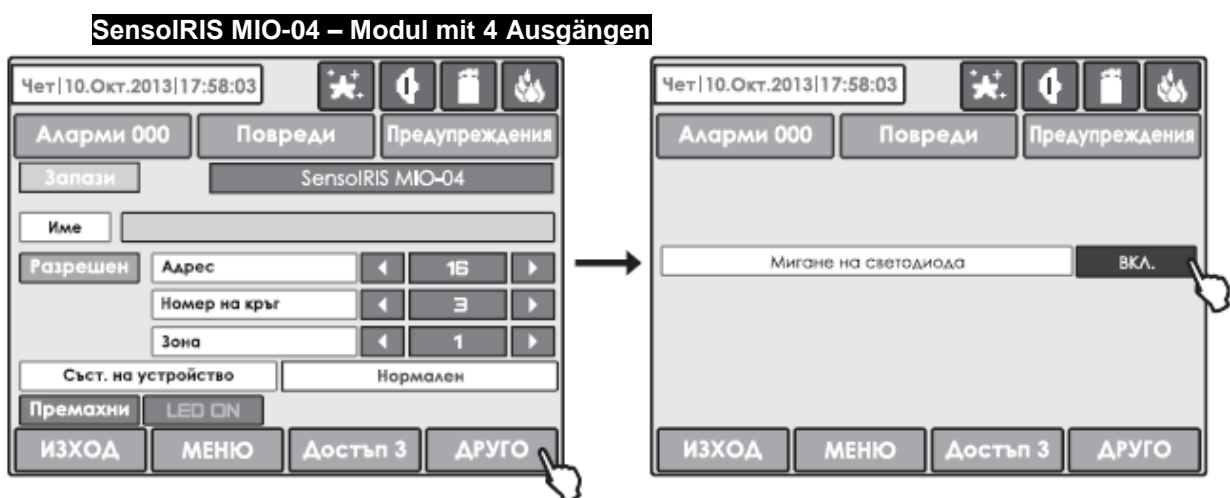 SensoIRIS MIO-04 – Modul mit 4 Ausgängen
Чет|10.Окт.2013|17:58:03
Аларми 000 Повреди Предупреждения
Запази SensoIRIS MIO-04
Име
Разрешен Адрес 16
Номер на кръг 3
Зона 1
Съст. на устройство Нормален
Премахни LED ON
ИЗХОД МЕНЮ Достъп 3 ДРУГО
Чет|10.Окт.2013|17:58:03
Аларми 000 Повреди Предупреждения
Мигане на светодиода ВКЛ.
ИЗХОД МЕНЮ Достъп 3 ДРУГО